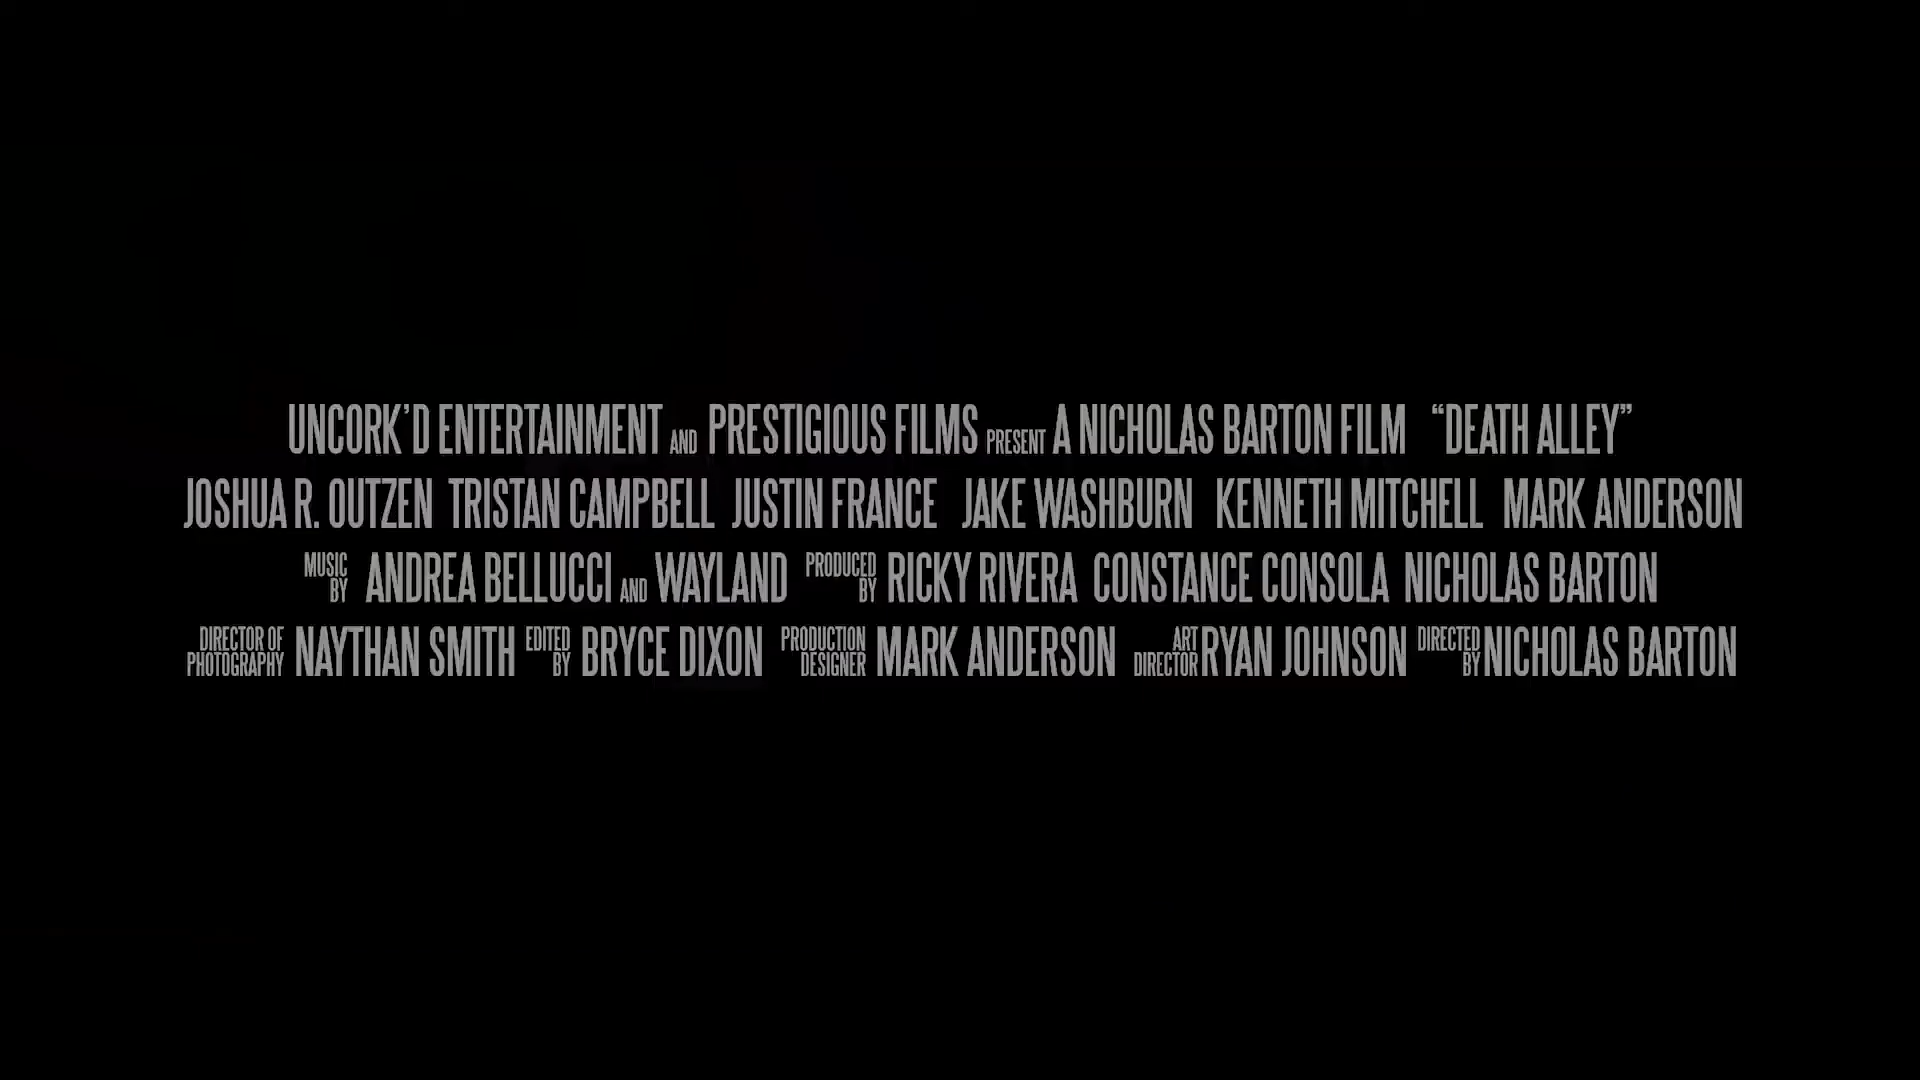 UNCORK’D ENTERTAINMENT AND PRESTIGIOUS FILMS PRESENT A NICHOLAS BARTON FILM “DEATH ALLEY”
JOSHUA R. OUTZEN TRISTAN CAMPBELL JUSTIN FRANCE JAKE WASHBURN KENNETH MITCHELL MARK ANDERSON
MUSIC BY ANDREA BELLUCCI AND WAYLAND PRODUCED BY RICKY RIVERA CONSTANCE CONSOLA NICHOLAS BARTON
DIRECTOR OF PHOTOGRAPHY NAYTHAN SMITH EDITED BY BRYCE DIXON PRODUCTION DESIGNER MARK ANDERSON ART DIRECTOR RYAN JOHNSON DIRECTED BY NICHOLAS BARTON